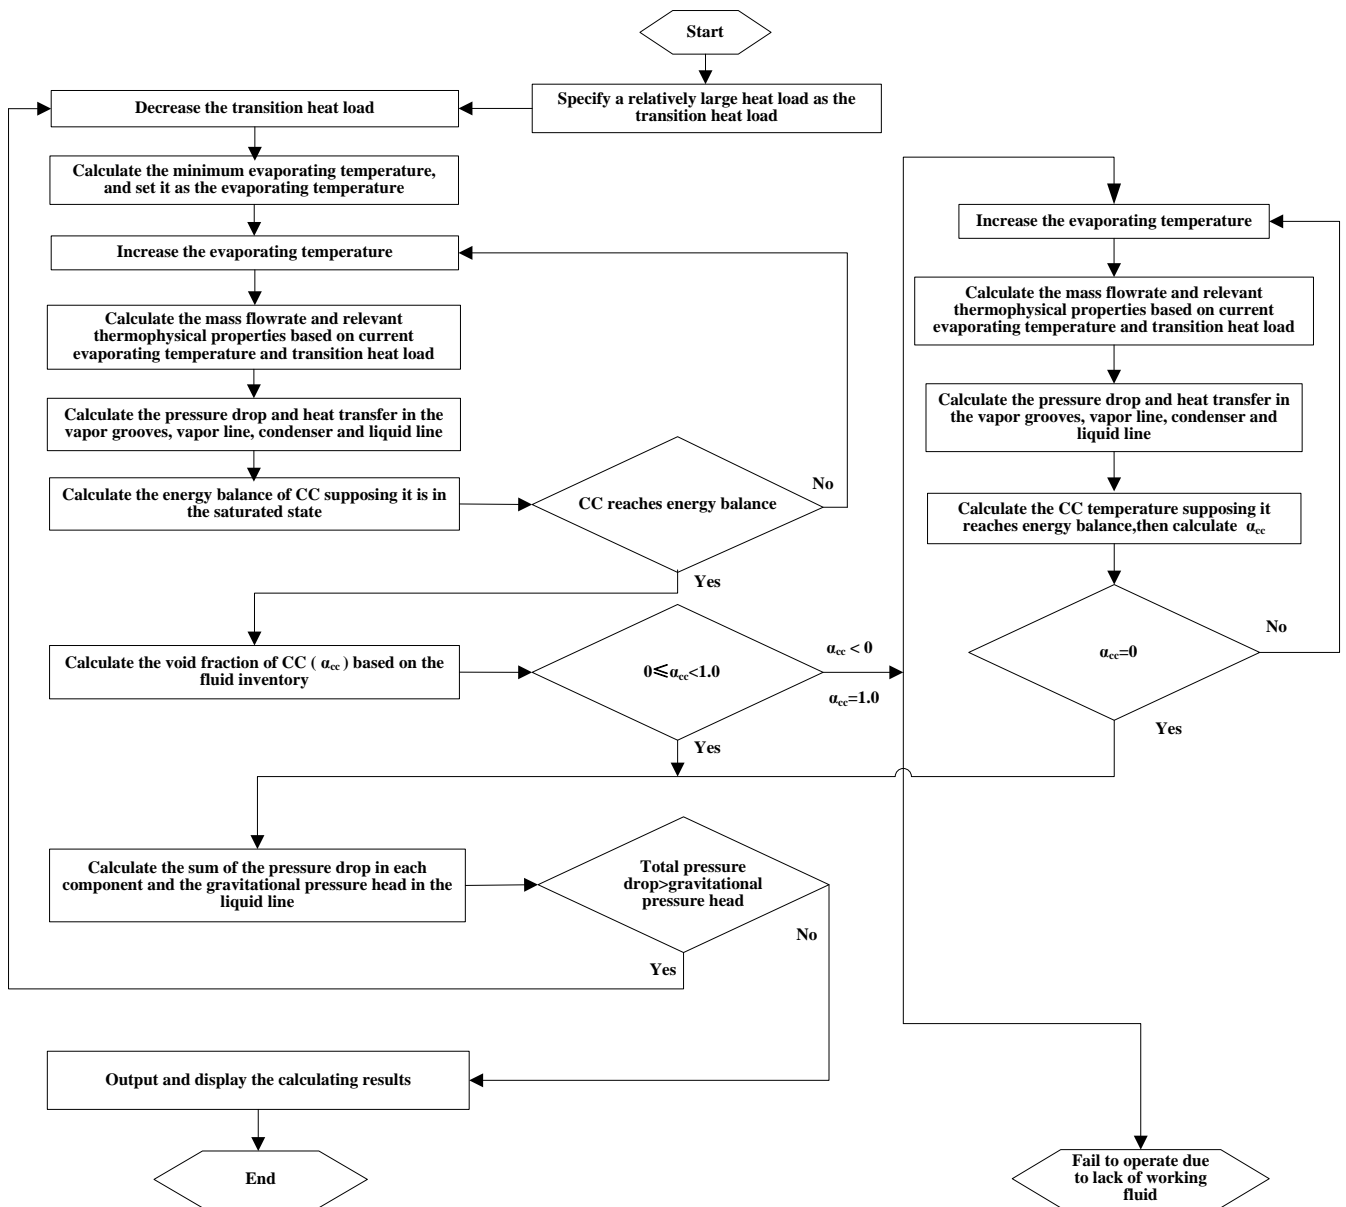 Start
Specify a relatively large heat load as the
transition heat load
Decrease the transition heat load
Calculate the minimum evaporating temperature,
and set it as the evaporating temperature
Increase the evaporating temperature
Calculate the mass flowrate and relevant
thermophysical properties based on current
evaporating temperature and transition heat load
Calculate the pressure drop and heat transfer in the
vapor grooves, vapor line, condenser and liquid line
Calculate the energy balance of CC supposing it is in
the saturated state
CC reaches energy balance
No
Yes
Calculate the void fraction of CC ( αcc ) based on the
fluid inventory
0≤αcc<1.0
αcc < 0
αcc=1.0
Yes
Increase the evaporating temperature
Calculate the mass flowrate and relevant
thermophysical properties based on current
evaporating temperature and transition heat load
Calculate the pressure drop and heat transfer in
the vapor grooves, vapor line, condenser and
liquid line
Calculate the CC temperature supposing it
reaches energy balance,then calculate αcc
αcc=0
No
Yes
Calculate the sum of the pressure drop in each
component and the gravitational pressure head in the
liquid line
Total pressure
drop>gravitational
pressure head
No
Yes
Output and display the calculating results
End
Fail to operate due
to lack of working
fluid